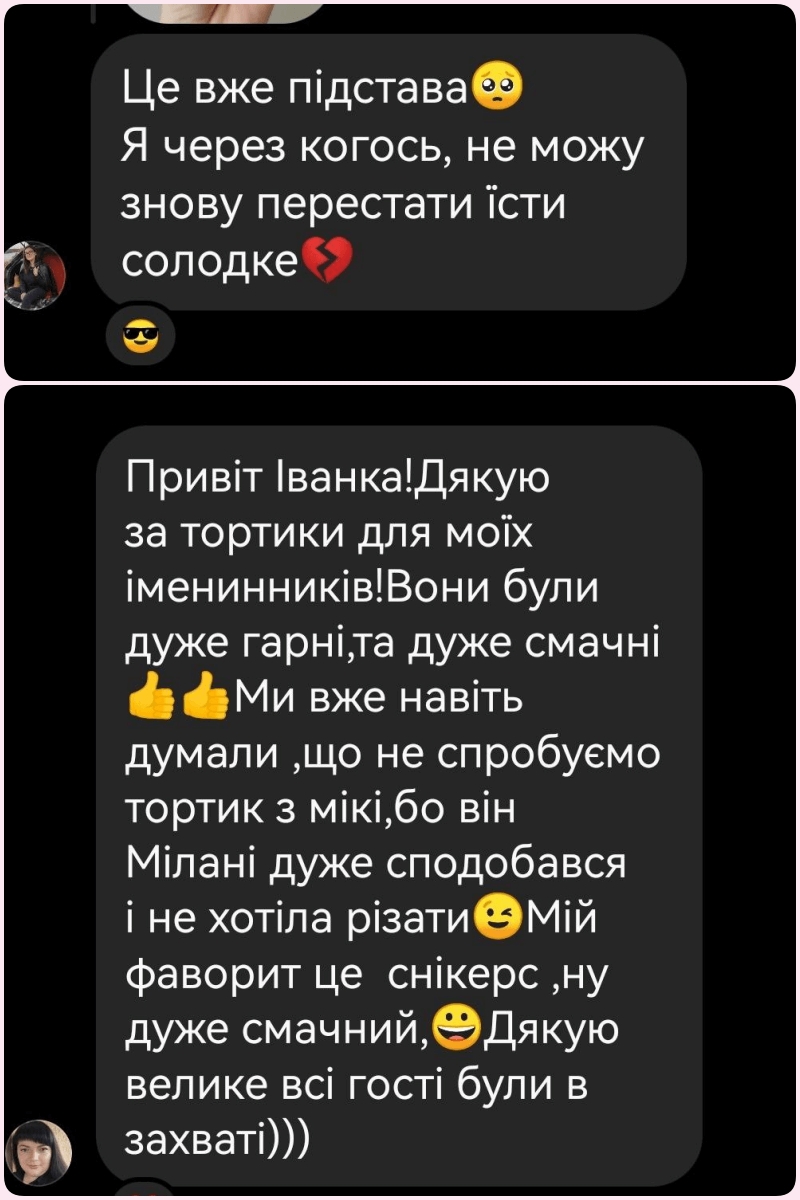 Це вже підстава🥺
Я через когось, не можу
знову перестати їсти
солодке💔
😎
Привіт Іванка!Дякую
за тортики для моїх
іменинників!Вони були
дуже гарні,та дуже смачні
👍👍Ми вже навіть
думали ,що не спробуємо
тортик з мікі,бо він
Мілані дуже сподобався
і не хотіла різати😉Мій
фаворит це  снікерс ,ну
дуже смачний,😀Дякую
велике всі гості були в
захваті)))